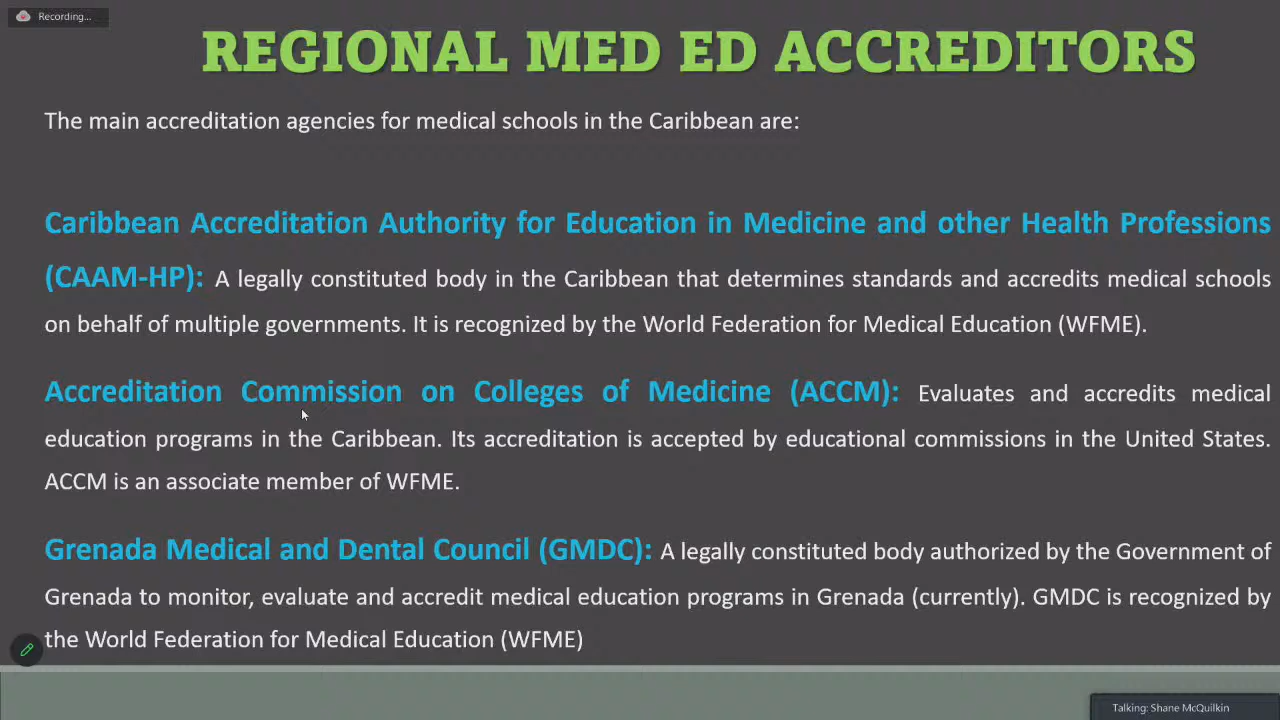 Recording...
REGIONAL MED ED ACCREDITORS
The main accreditation agencies for medical schools in the Caribbean are:
Caribbean Accreditation Authority for Education in Medicine and other Health Professions
(CAAM-HP): A legally constituted body in the Caribbean that determines standards and accredits medical schools
on behalf of multiple governments. It is recognized by the World Federation for Medical Education (WFME).
Accreditation Commission on Colleges of Medicine (ACCM): Evaluates and accredits medical
education programs in the Caribbean. Its accreditation is accepted by educational commissions in the United States.
ACCM is an associate member of WFME.
Grenada Medical and Dental Council (GMDC): A legally constituted body authorized by the Government of
Grenada to monitor, evaluate and accredit medical education programs in Grenada (currently). GMDC is recognized by
the World Federation for Medical Education (WFME)
Talking: Shane McQuilkin